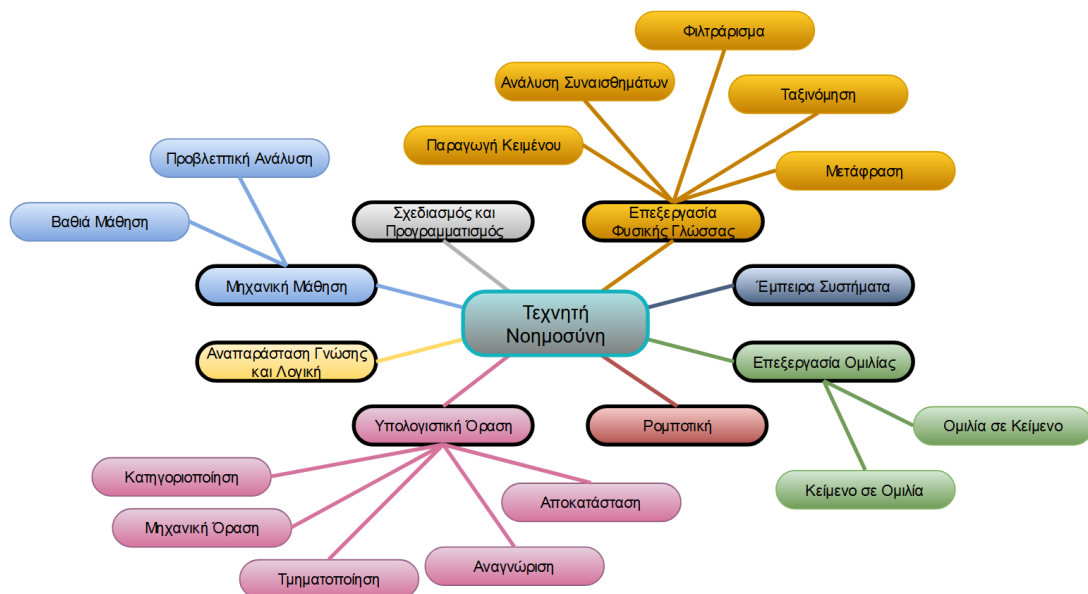 Φιλτράρισμα
Ανάλυση Συναισθημάτων
Ταξινόμηση
Παραγωγή Κειμένου
Μετάφραση
Προβλεπτική Ανάλυση
Βαθιά Μάθηση
Σχεδιασμός και
Προγραμματισμός
Επεξεργασία
Φυσικής Γλώσσας
Μηχανική Μάθηση
Έμπειρα Συστήματα
Τεχνητή
Νοημοσύνη
Αναπαράσταση Γνώσης
και Λογική
Επεξεργασία Ομιλίας
Υπολογιστική Όραση
Ρομποτική
Ομιλία σε Κείμενο
Κείμενο σε Ομιλία
Κατηγοριοποίηση
Αποκατάσταση
Μηχανική Όραση
Αναγνώριση
Τμηματοποίηση